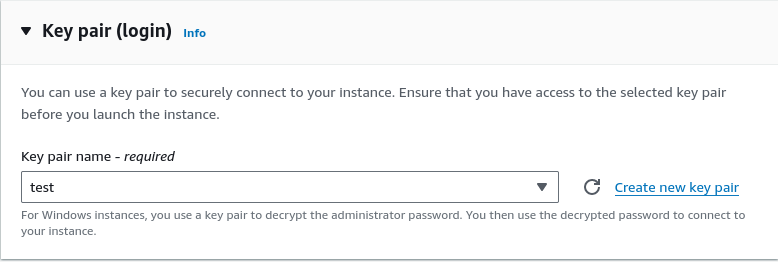 Key pair (login) Info
You can use a key pair to securely connect to your instance. Ensure that you have access to the selected key pair
before you launch the instance.
Key pair name - required
test
Create new key pair
For Windows instances, you use a key pair to decrypt the administrator password. You then use the decrypted password to connect to
your instance.